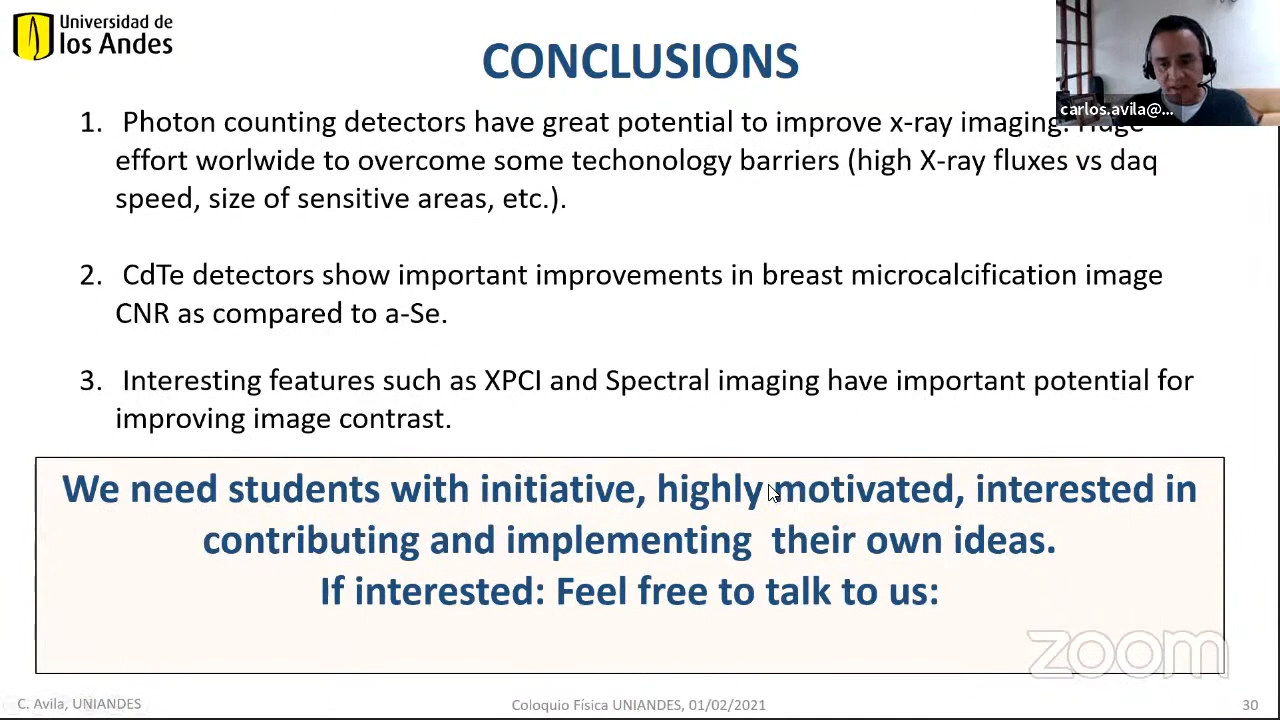 Universidad de
los Andes
CONCLUSIONS
carlos.avila@...
1. Photon counting detectors have great potential to improve x-ray imaging. Huge
effort worlwide to overcome some techonology barriers (high X-ray fluxes vs daq
speed, size of sensitive areas, etc.).
2. CdTe detectors show important improvements in breast microcalcification image
CNR as compared to a-Se.
3. Interesting features such as XPCI and Spectral imaging have important potential for
improving image contrast.
We need students with initiative, highly motivated, interested in
contributing and implementing their own ideas.
If interested: Feel free to talk to us:
zoom
C. Avila, UNIANDES
Coloquio Física UNIANDES, 01/02/2021
30